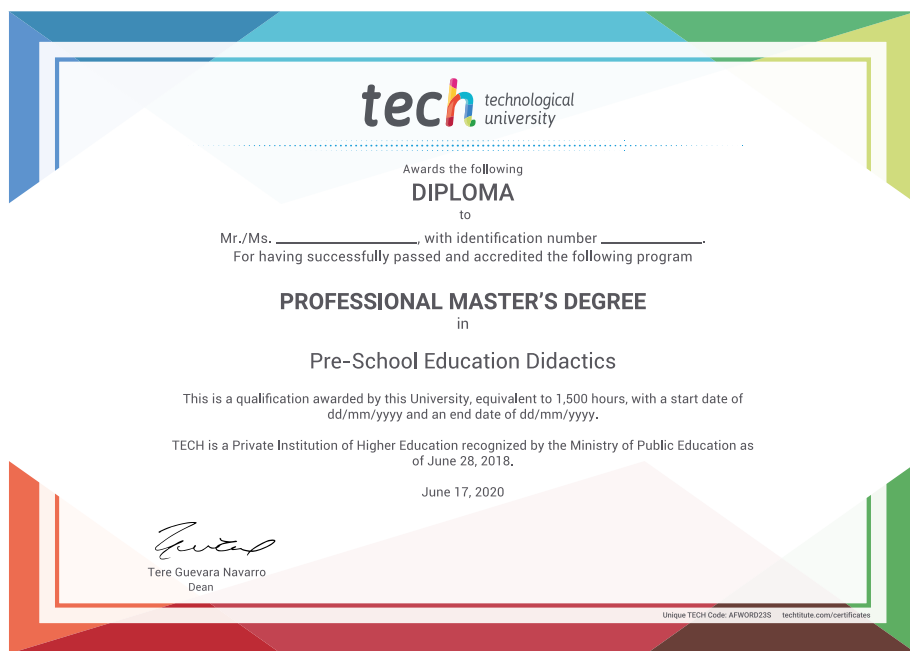 tech technological
university
Awards the following
DIPLOMA
to
Mr./Ms. ____________________, with identification number ______________.
For having successfully passed and accredited the following program
PROFESSIONAL MASTER'S DEGREE
in
Pre-School Education Didactics
This is a qualification awarded by this University, equivalent to 1,500 hours, with a start date of
dd/mm/yyyy and an end date of dd/mm/yyyy.
TECH is a Private Institution of Higher Education recognized by the Ministry of Public Education as
of June 28, 2018.
June 17, 2020
Tere Guevara Navarro
Dean
Unique TECH Code: AFWORD23S techtitute.com/certificates